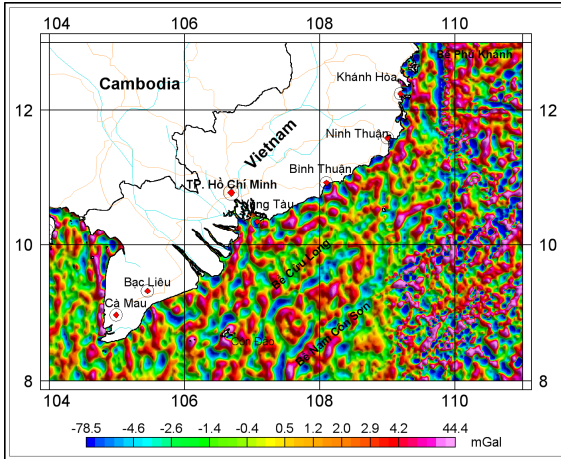 104 106 108 110
Bể Phú Khánh
Cambodia
Khánh Hòa
12 12
Ninh Thuận
Vietnam
Bình Thuận
TP. Hồ Chí Minh
Vũng Tàu
10 10
Bể Cửu Long
Bạc Liêu
Cà Mau
Bể Nam Côn Sơn
Côn Đảo
8 8
104 106 108 110
-78.5 -4.6 -2.6 -1.4 -0.4 0.5 1.2 2.0 2.9 4.2 44.4
mGal